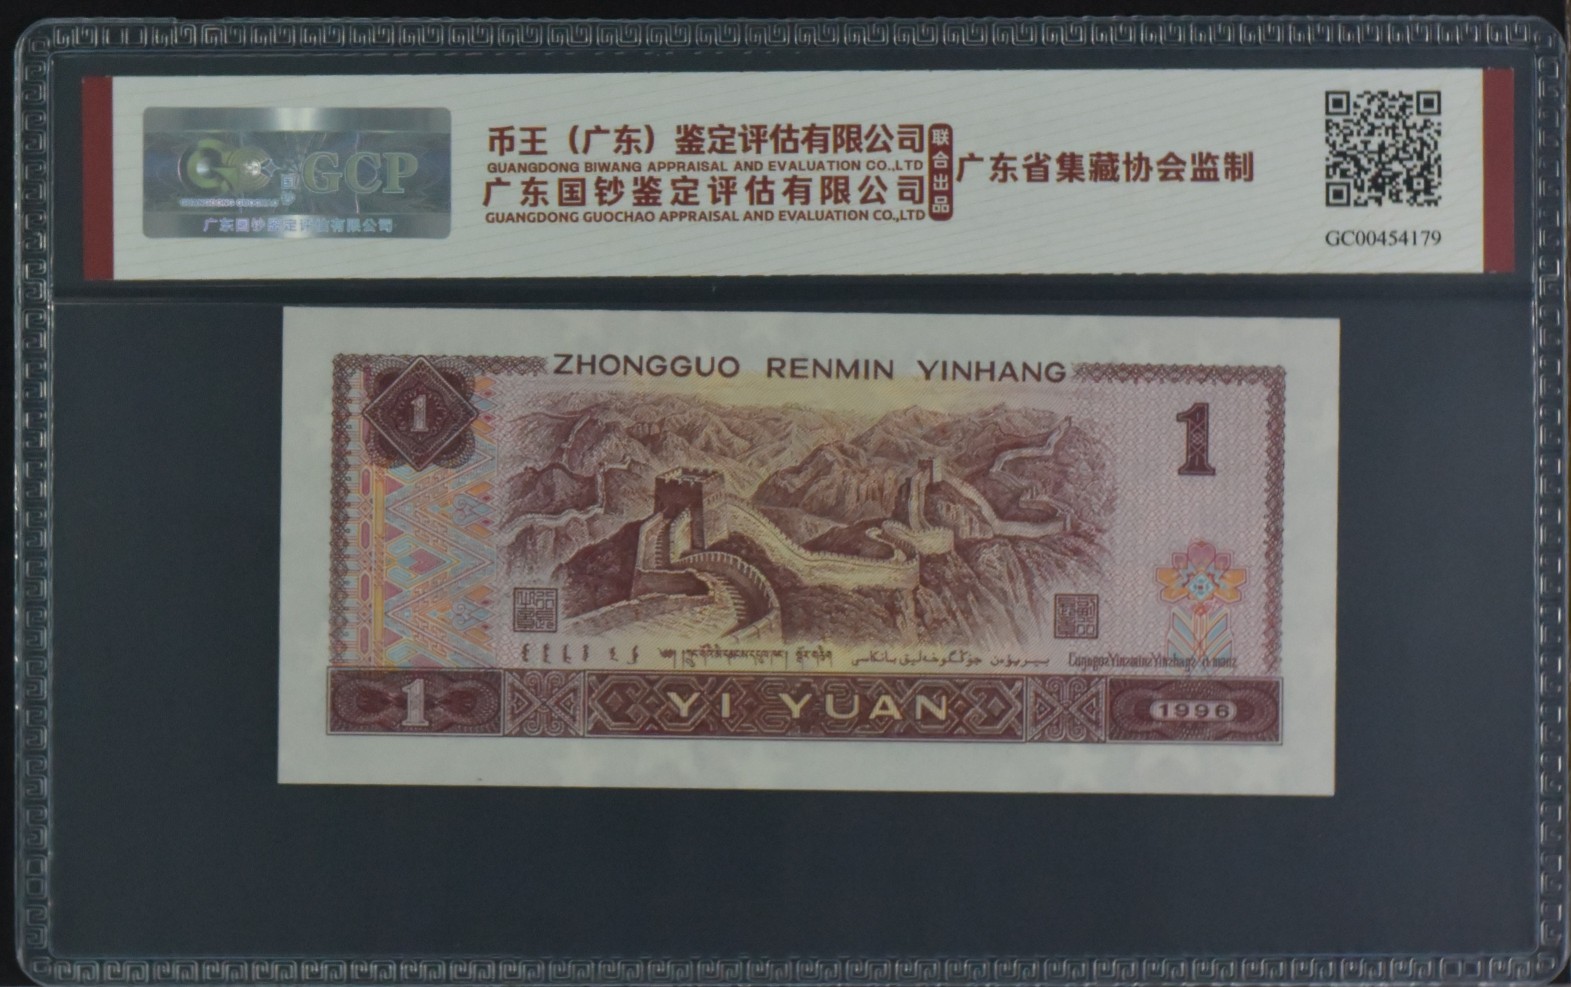 GCP
GUANGDONG GUOCHAO
广东国钞鉴定评估有限公司
币王（广东）鉴定评估有限公司
GUANGDONG BIWANG APPRAISAL AND EVALUATION CO.,LTD
广东国钞鉴定评估有限公司
GUANGDONG GUOCHAO APPRAISAL AND EVALUATION CO.,LTD
联合出品
广东省集藏协会监制
GC00454179
ZHONGGUO RENMIN YINHANG
1
1
1
YI YUAN
1996